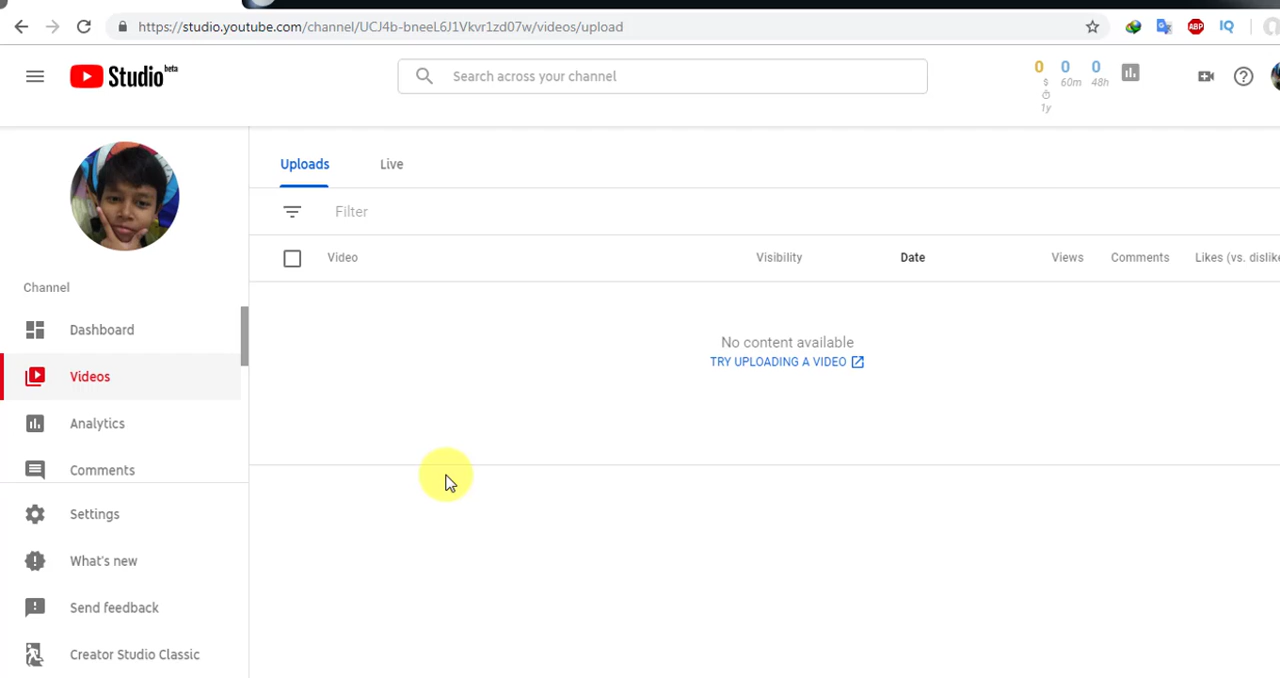 https://studio.youtube.com/channel/UCJ4b-bneeL6J1Vkvr1zd07w/videos/upload
ABP
IQ
Studio beta
Search across your channel
0 0 0
$ 60m 48h
1y
Uploads Live
Filter
Video Visibility Date Views Comments Likes (vs. dislike
No content available
TRY UPLOADING A VIDEO
Channel
Dashboard
Videos
Analytics
Comments
Settings
What's new
Send feedback
Creator Studio Classic